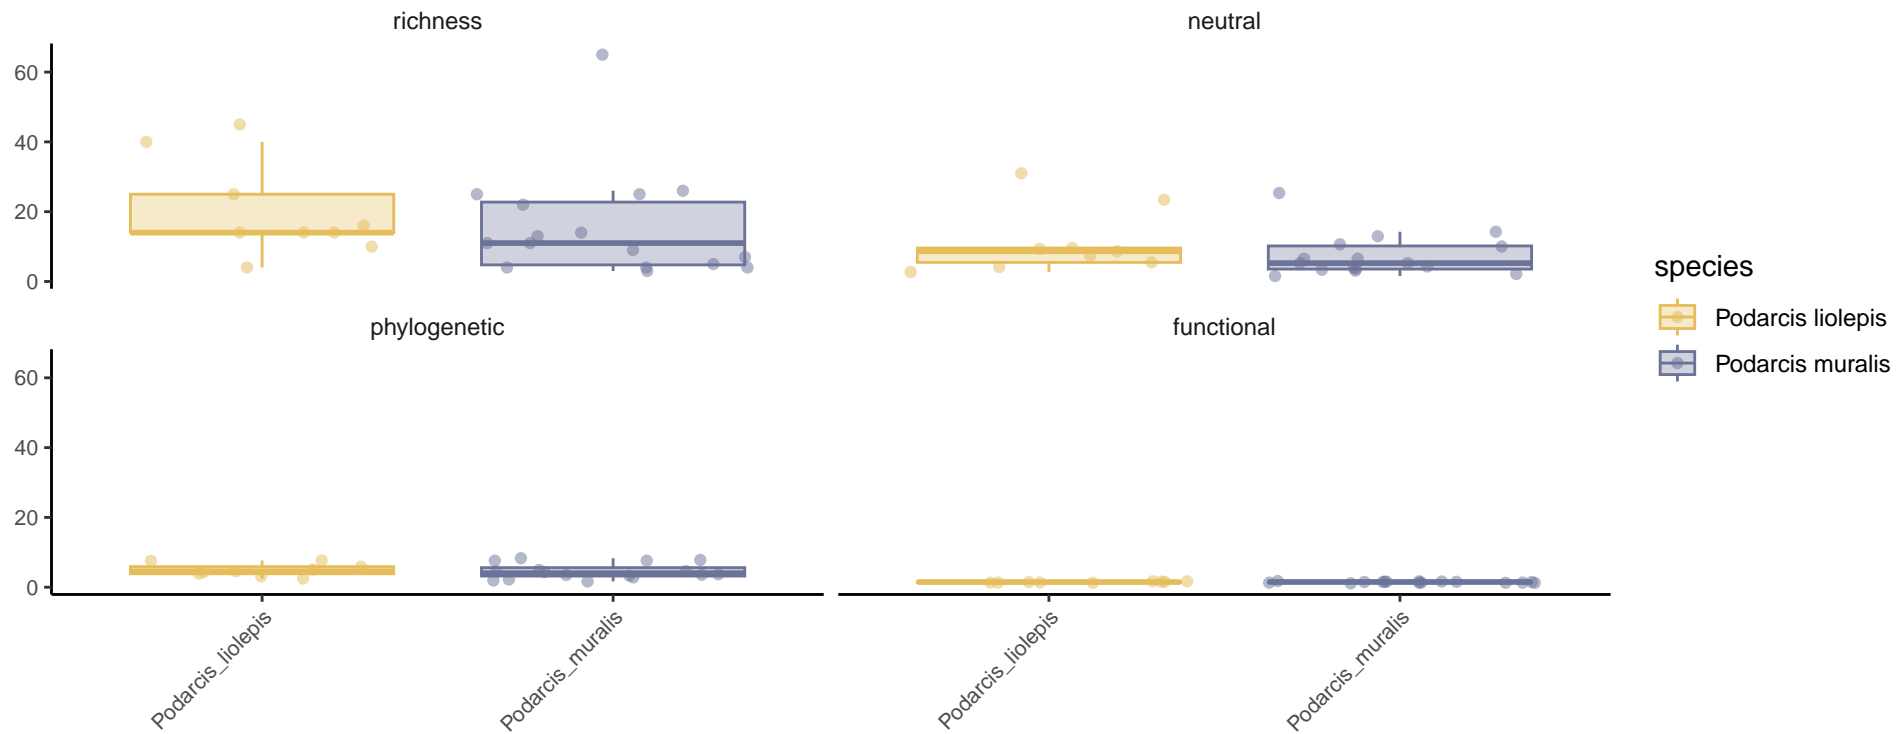 richness
neutral
60
40
20
0
phylogenetic
functional
60
40
20
0
Podarcis_liolepis
Podarcis_muralis
Podarcis_liolepis
Podarcis_muralis
species
Podarcis liolepis
Podarcis muralis